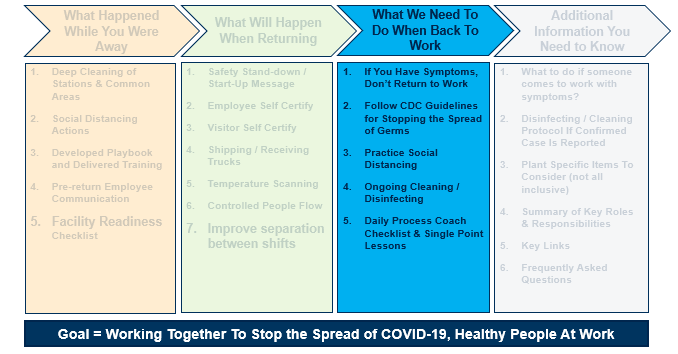 What Happened
While You Were
Away
What Will Happen
When Returning
What We Need To
Do When Back To
Work
Additional
Information You
Need to Know
1. Deep Cleaning of
Stations & Common
Areas
2. Social Distancing
Actions
3. Developed Playbook
and Delivered Training
4. Pre-return Employee
Communication
5. Facility Readiness
Checklist
1. Safety Stand-down /
Start-Up Message
2. Employee Self Certify
3. Visitor Self Certify
4. Shipping / Receiving
Trucks
5. Temperature Scanning
6. Controlled People Flow
7. Improve separation
between shifts
1. If You Have Symptoms,
Don't Return to Work
2. Follow CDC Guidelines
for Stopping the Spread
of Germs
3. Practice Social
Distancing
4. Ongoing Cleaning /
Disinfecting
5. Daily Process Coach
Checklist & Single Point
Lessons
1. What to do if someone
comes to work with
symptoms?
2. Disinfecting / Cleaning
Protocol If Confirmed
Case Is Reported
3. Plant Specific Items To
Consider (not all
inclusive)
4. Summary of Key Roles
& Responsibilities
5. Key Links
6. Frequently Asked
Questions
Goal = Working Together To Stop the Spread of COVID-19, Healthy People At Work